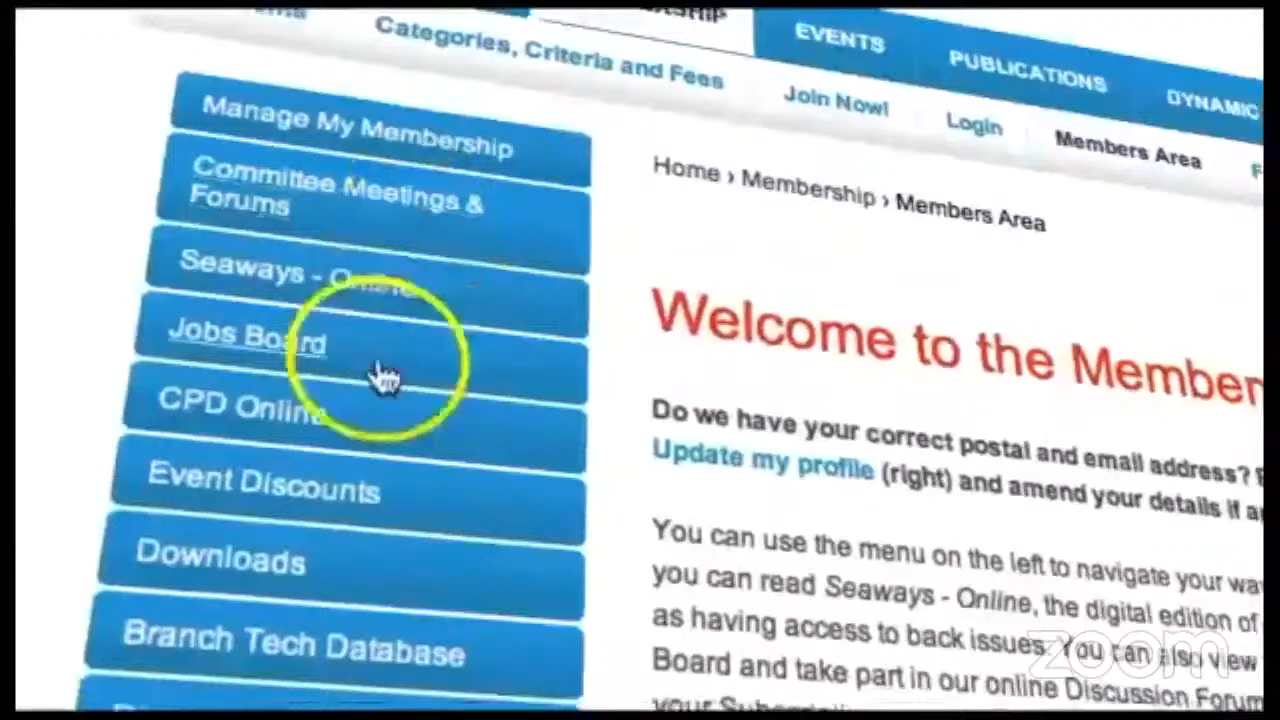 EVENTS
PUBLICATIONS
DYNAMIC
Categories, Criteria and Fees
Join Now!
Login
Members Area
Manage My Membership
Committee Meetings &
Forums
Seaways - Online
Jobs Board
CPD Online
Event Discounts
Downloads
Branch Tech Database
Home › Membership › Members Area
Welcome to the Member
Do we have your correct postal and email address?
Update my profile (right) and amend your details if
You can use the menu on the left to navigate your
you can read Seaways - Online, the digital edition of
as having access to back issues. You can also view
Board and take part in our online Discussion Forum
your
zoom